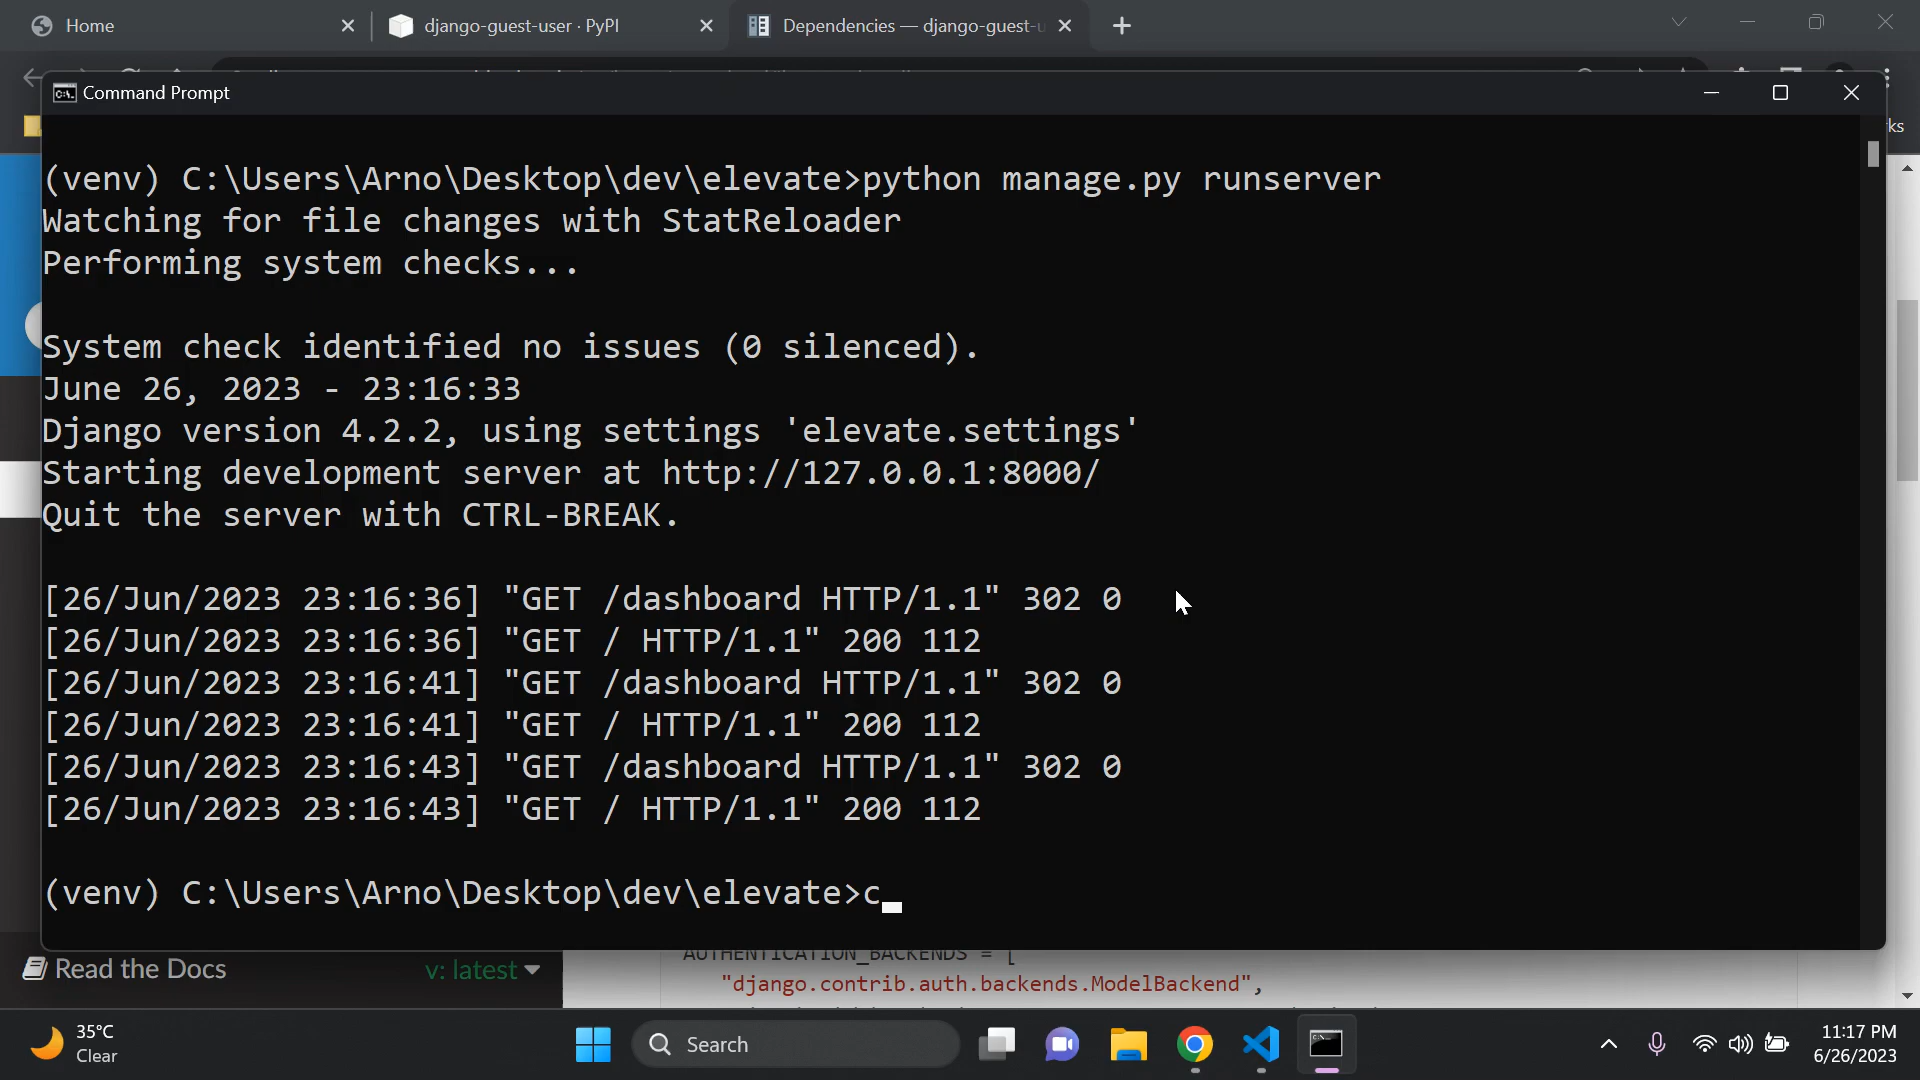 Home
django-guest-user · PyPI
Dependencies — django-guest-u
Command Prompt
ks
(venv) C:\Users\Arno\Desktop\dev\elevate>python manage.py runserver
Watching for file changes with StatReloader
Performing system checks...
System check identified no issues (0 silenced).
June 26, 2023 - 23:16:33
Django version 4.2.2, using settings 'elevate.settings'
Starting development server at http://127.0.0.1:8000/
Quit the server with CTRL-BREAK.
[26/Jun/2023 23:16:36] "GET /dashboard HTTP/1.1" 302 0
[26/Jun/2023 23:16:36] "GET / HTTP/1.1" 200 112
[26/Jun/2023 23:16:41] "GET /dashboard HTTP/1.1" 302 0
[26/Jun/2023 23:16:41] "GET / HTTP/1.1" 200 112
[26/Jun/2023 23:16:43] "GET /dashboard HTTP/1.1" 302 0
[26/Jun/2023 23:16:43] "GET / HTTP/1.1" 200 112
(venv) C:\Users\Arno\Desktop\dev\elevate>c
AUTHENTICATION_BACKENDS = [
Read the Docs
v: latest
"django.contrib.auth.backends.ModelBackend",
35°C
Clear
Search
11:17 PM
6/26/2023